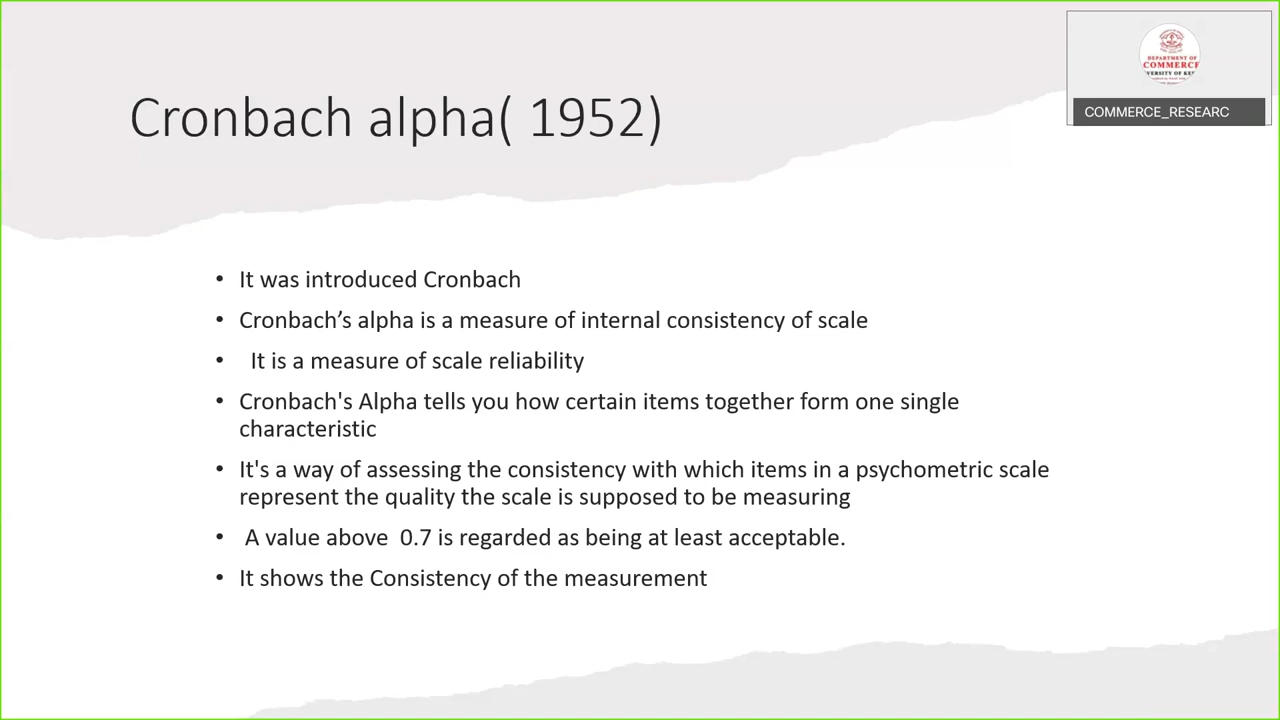 Cronbach alpha( 1952)
DEPARTMENT OF
COMMERCE
COMMERCE_RESEARC
• It was introduced Cronbach
• Cronbach’s alpha is a measure of internal consistency of scale
• It is a measure of scale reliability
• Cronbach's Alpha tells you how certain items together form one single
characteristic
• It's a way of assessing the consistency with which items in a psychometric scale
represent the quality the scale is supposed to be measuring
• A value above 0.7 is regarded as being at least acceptable.
• It shows the Consistency of the measurement